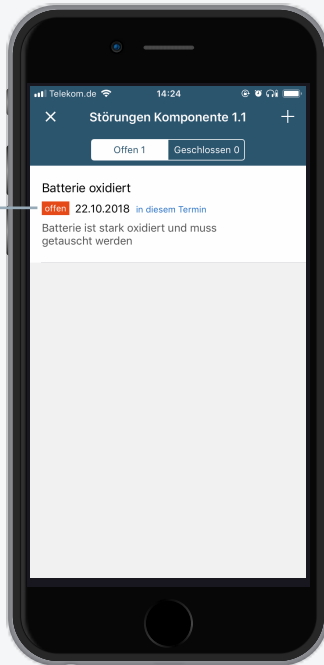 Telekom.de 14:24
Störungen Komponente 1.1
Offen 1 Geschlossen 0
Batterie oxidiert
offen 22.10.2018 in diesem Termin
Batterie ist stark oxidiert und muss
getauscht werden